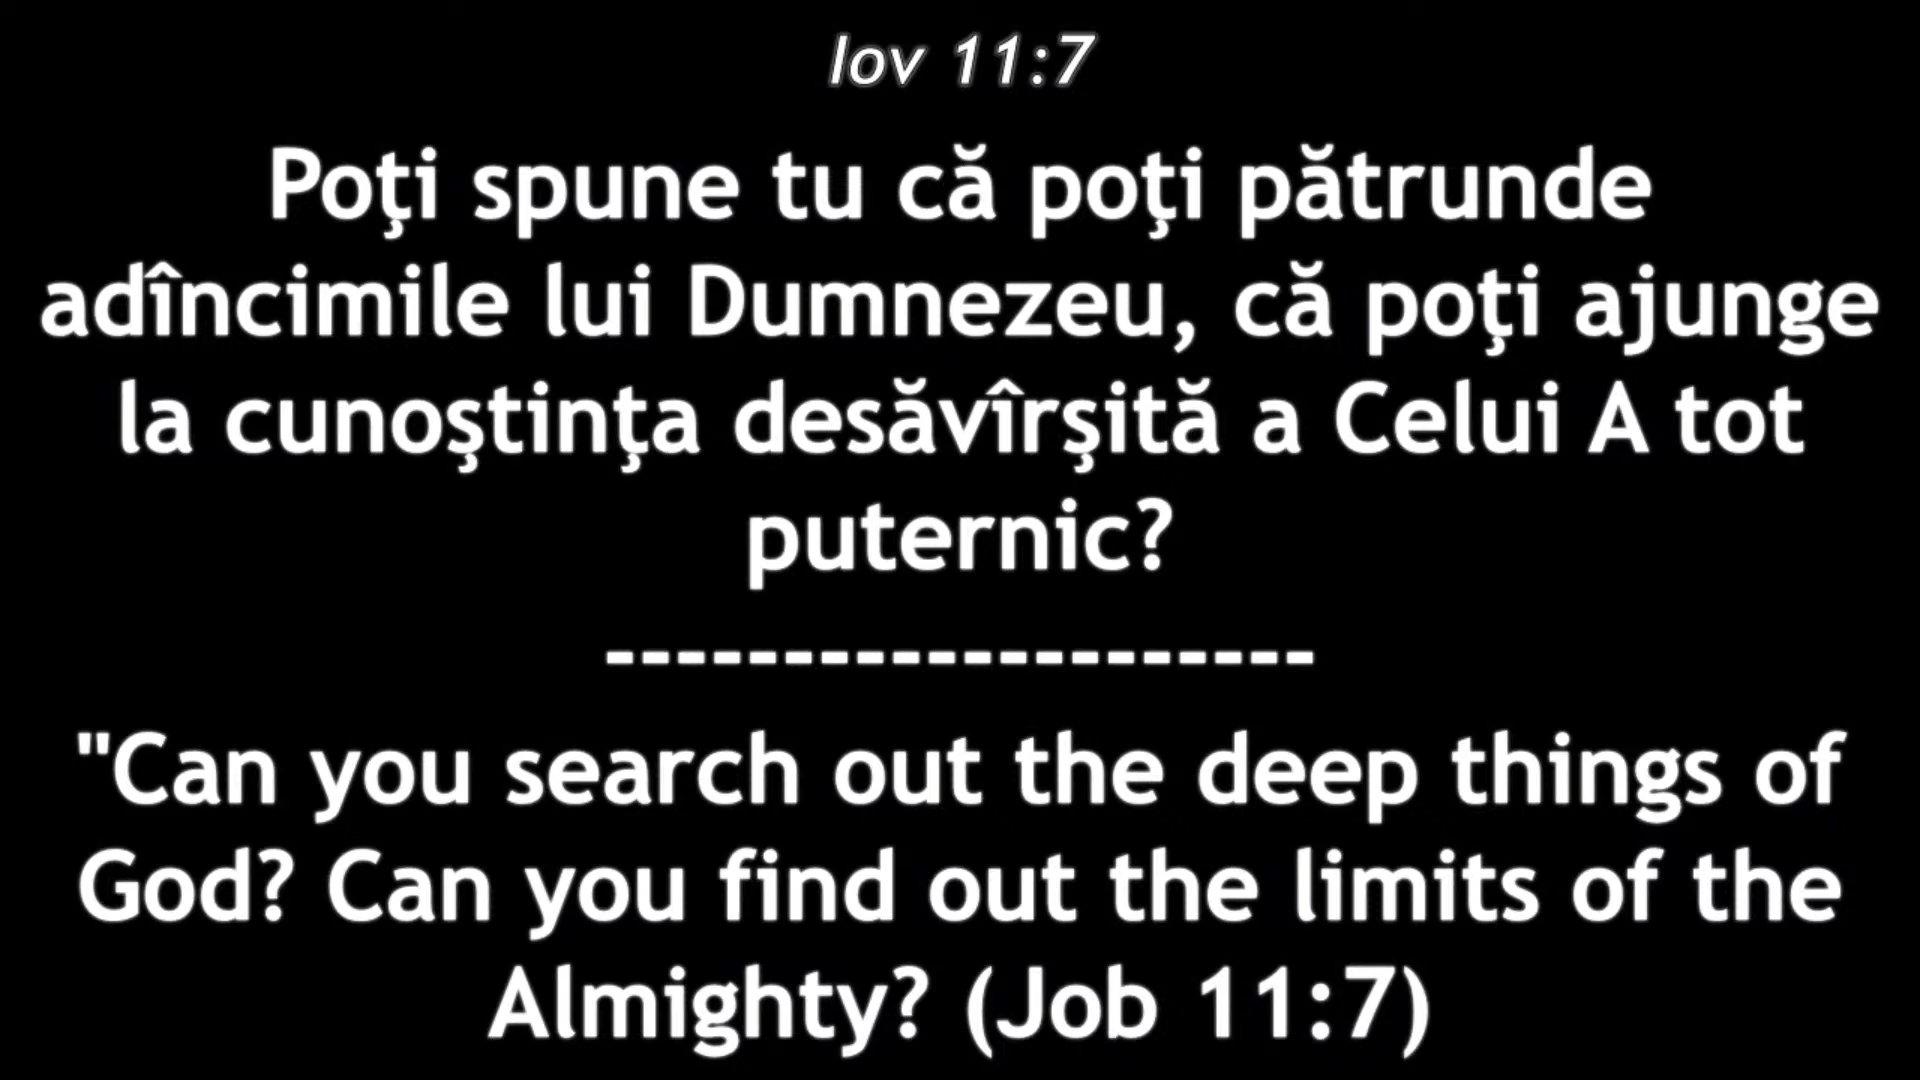 Iov 11:7
Poţi spune tu că poţi pătrunde
adîncimile lui Dumnezeu, că poţi ajunge
la cunoştinţa desăvîrşită a Celui A tot
puternic?
--------------------
"Can you search out the deep things of
God? Can you find out the limits of the
Almighty? (Job 11:7)